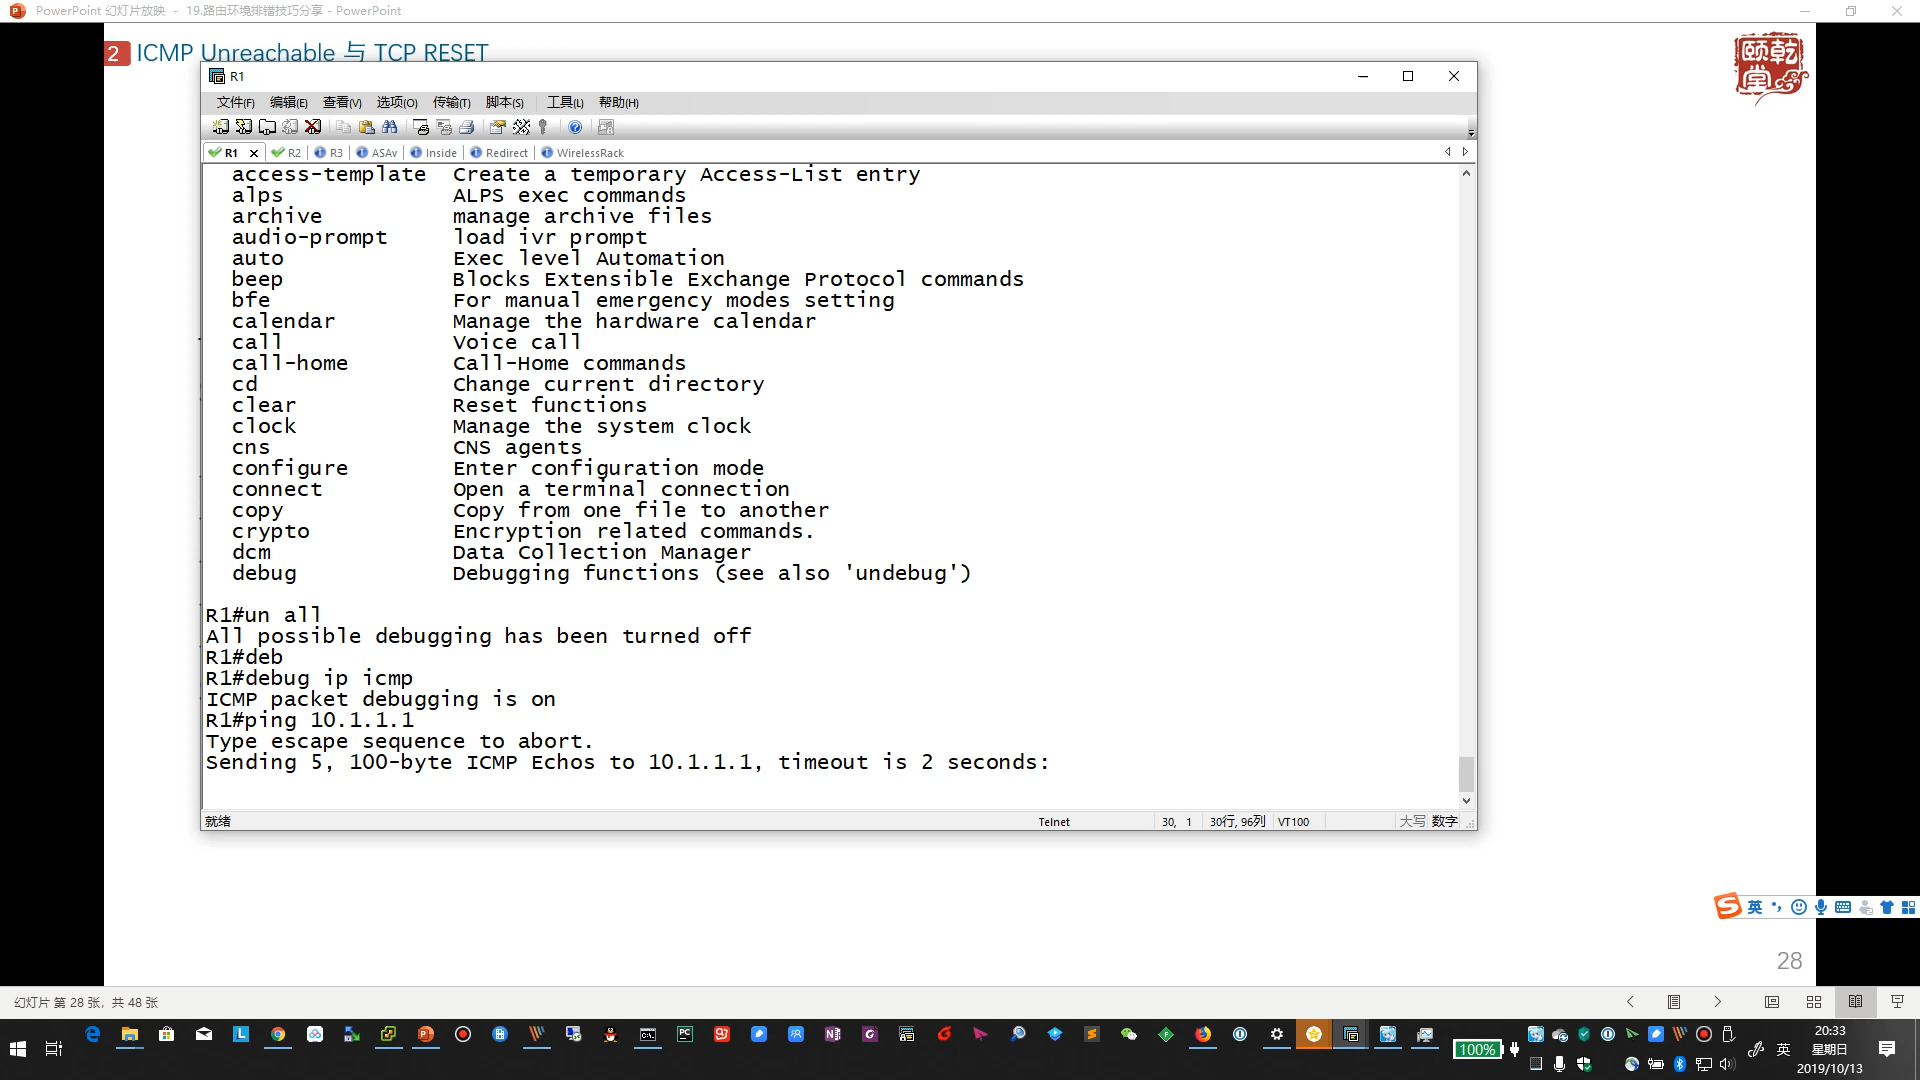 PowerPoint 幻灯片放映 - 19.路由环境排错技巧分享 - PowerPoint
2 ICMP Unreachable 与 TCP RESET
颐乾堂
R1
文件(F) 编辑(E) 查看(V) 选项(O) 传输(T) 脚本(S) 工具(L) 帮助(H)
R1 R2 R3 ASAv Inside Redirect WirelessRack
access-template Create a temporary Access-List entry
alps ALPS exec commands
archive manage archive files
audio-prompt load ivr prompt
auto Exec level Automation
beep Blocks Extensible Exchange Protocol commands
bfe For manual emergency modes setting
calendar Manage the hardware calendar
call Voice call
call-home Call-Home commands
cd Change current directory
clear Reset functions
clock Manage the system clock
cns CNS agents
configure Enter configuration mode
connect Open a terminal connection
copy Copy from one file to another
crypto Encryption related commands.
dcm Data Collection Manager
debug Debugging functions (see also 'undebug')
R1#un all
All possible debugging has been turned off
R1#deb
R1#debug ip icmp
ICMP packet debugging is on
R1#ping 10.1.1.1
Type escape sequence to abort.
Sending 5, 100-byte ICMP Echos to 10.1.1.1, timeout is 2 seconds:
就绪 Telnet 30, 1 30行, 96列 VT100 大写 数字
英
28
幻灯片 第 28 张，共 48 张
100%
英
20:33
星期日
2019/10/13